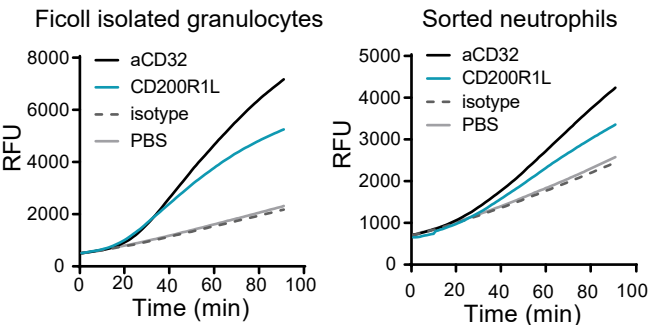 Ficoll isolated granulocytes
8000
6000
4000
2000
0
RFU
aCD32
CD200R1L
isotype
PBS
0 20 40 60 80 100
Time (min)
Sorted neutrophils
5000
4000
3000
2000
1000
0
RFU
aCD32
CD200R1L
isotype
PBS
0 20 40 60 80 100
Time (min)